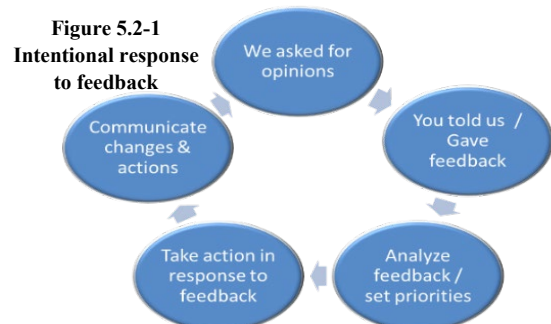 Figure 5.2-1
Intentional response
to feedback
We asked for
opinions
You told us /
Gave
feedback
Analyze
feedback /
set priorities
Take action in
response to
feedback
Communicate
changes &
actions